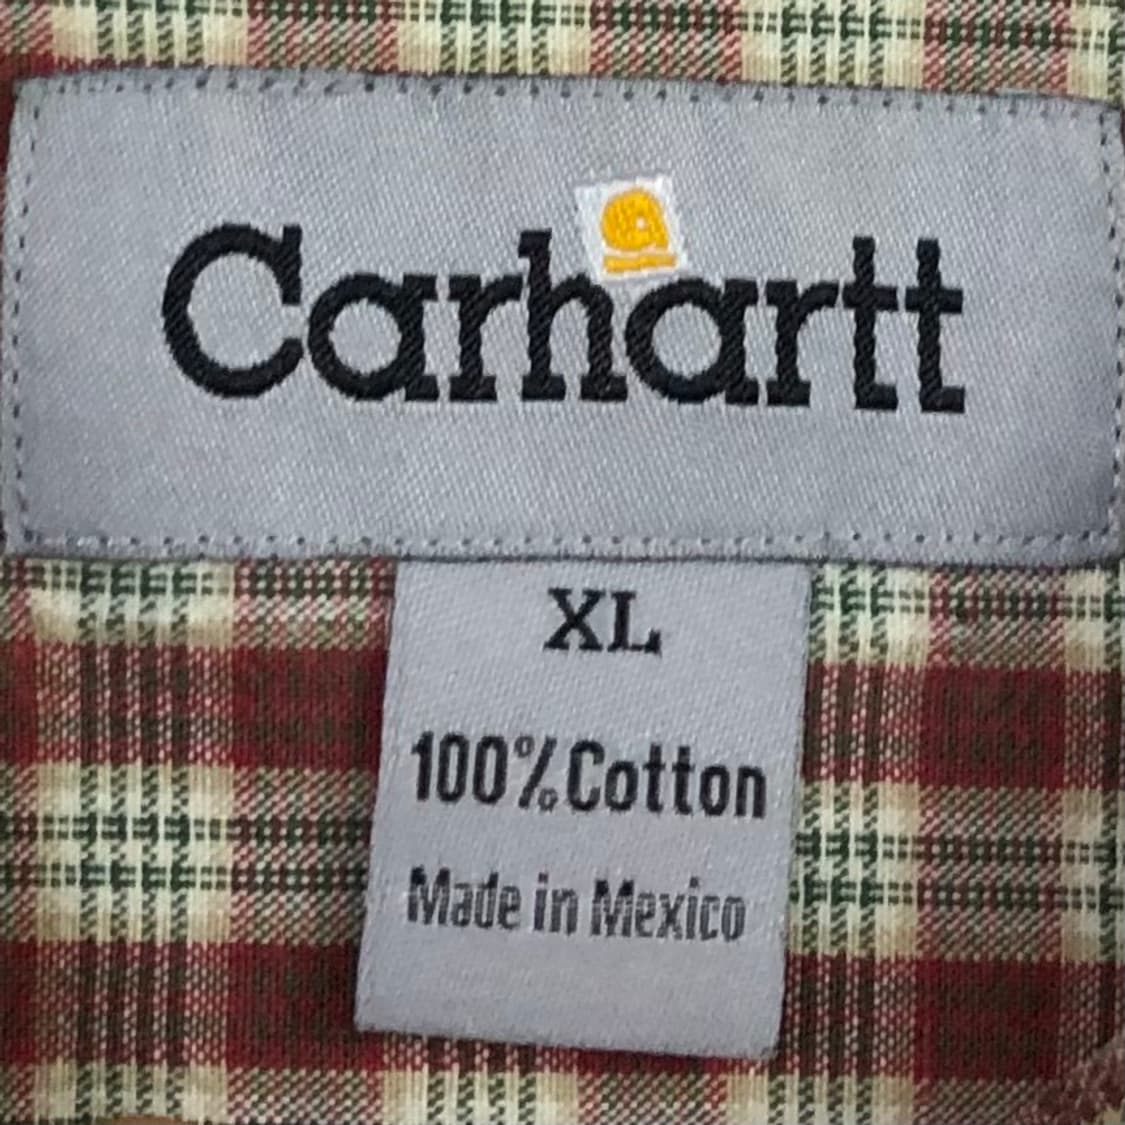 Carhartt
XL
100% Cotton
Made in Mexico